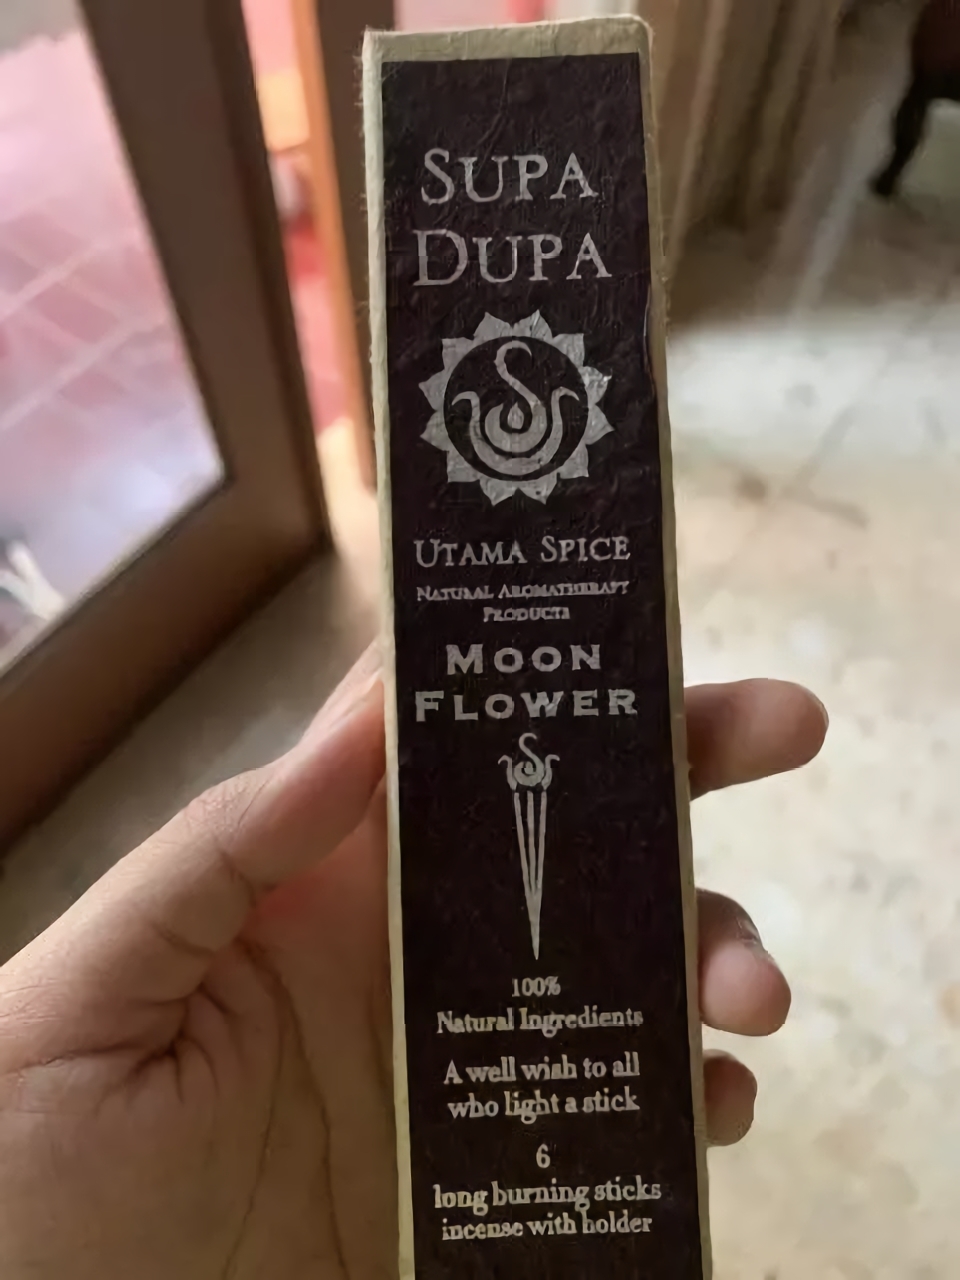 SUPA
DUPA
UTAMA SPICE
NATURAL AROMATHERAPY
PRODUCTS
MOON
FLOWER
100%
Natural Ingredients
A well wish to all
who light a stick
6
long burning sticks
incense with holder